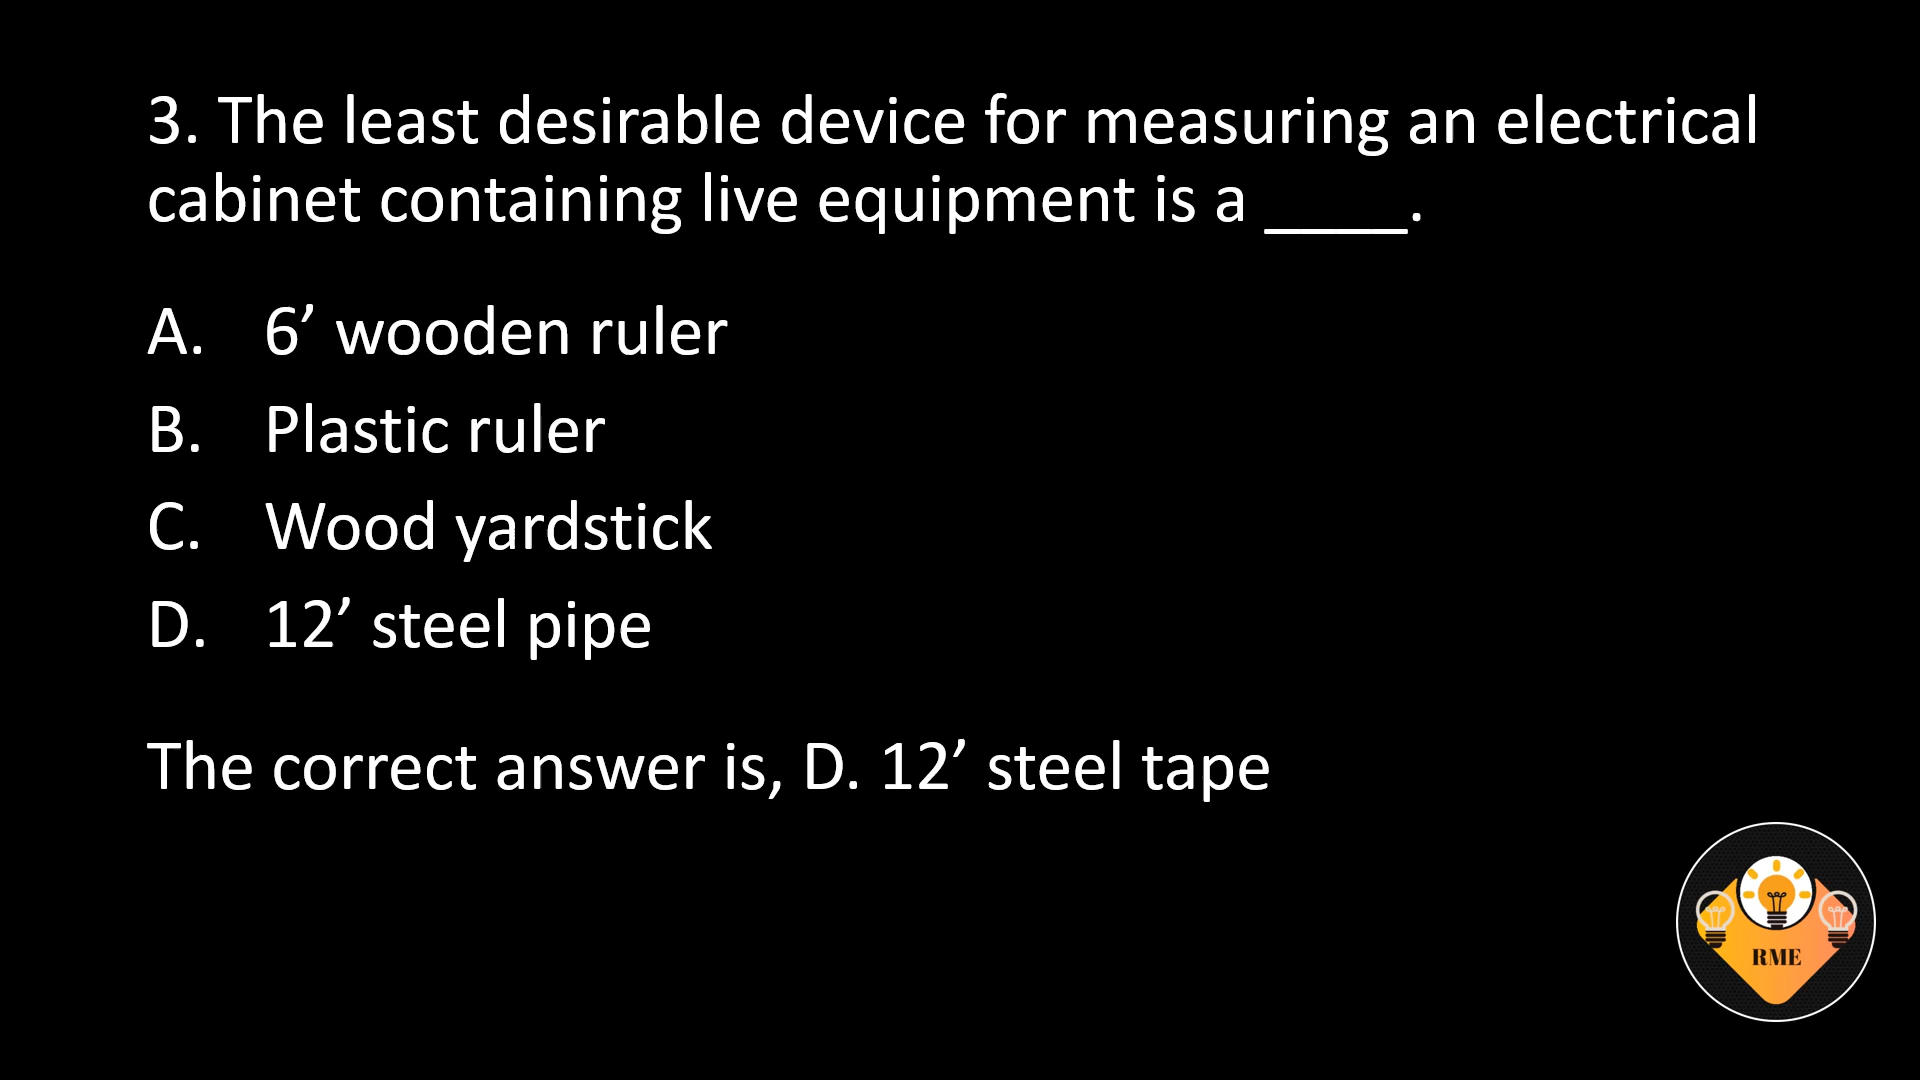 3. The least desirable device for measuring an electrical
cabinet containing live equipment is a ____.
A. 6’ wooden ruler
B. Plastic ruler
C. Wood yardstick
D. 12’ steel pipe
The correct answer is, D. 12’ steel tape
RME